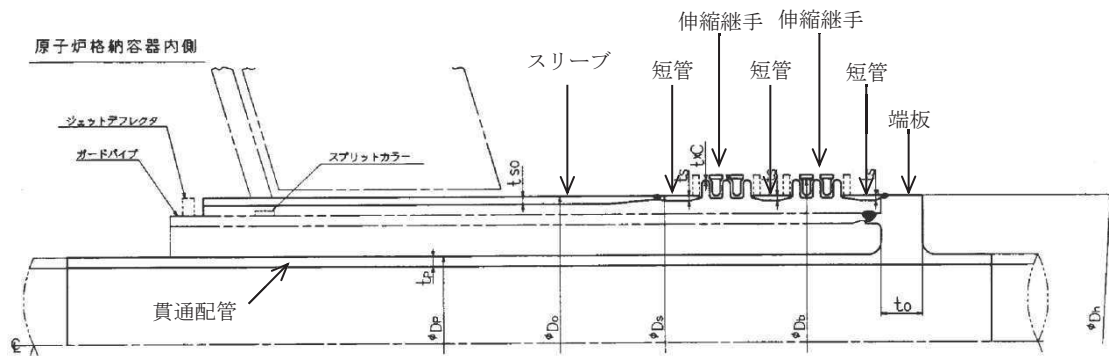 伸縮継手
伸縮継手
原子炉格納容器内側
スリーブ
短管
短管
短管
端板
ジェットデフレクタ
ガードパイプ
スプリットカラー
tso
ts
t×C
貫通配管
tp
to
φDp
φDo
φDs
φDb
φDh